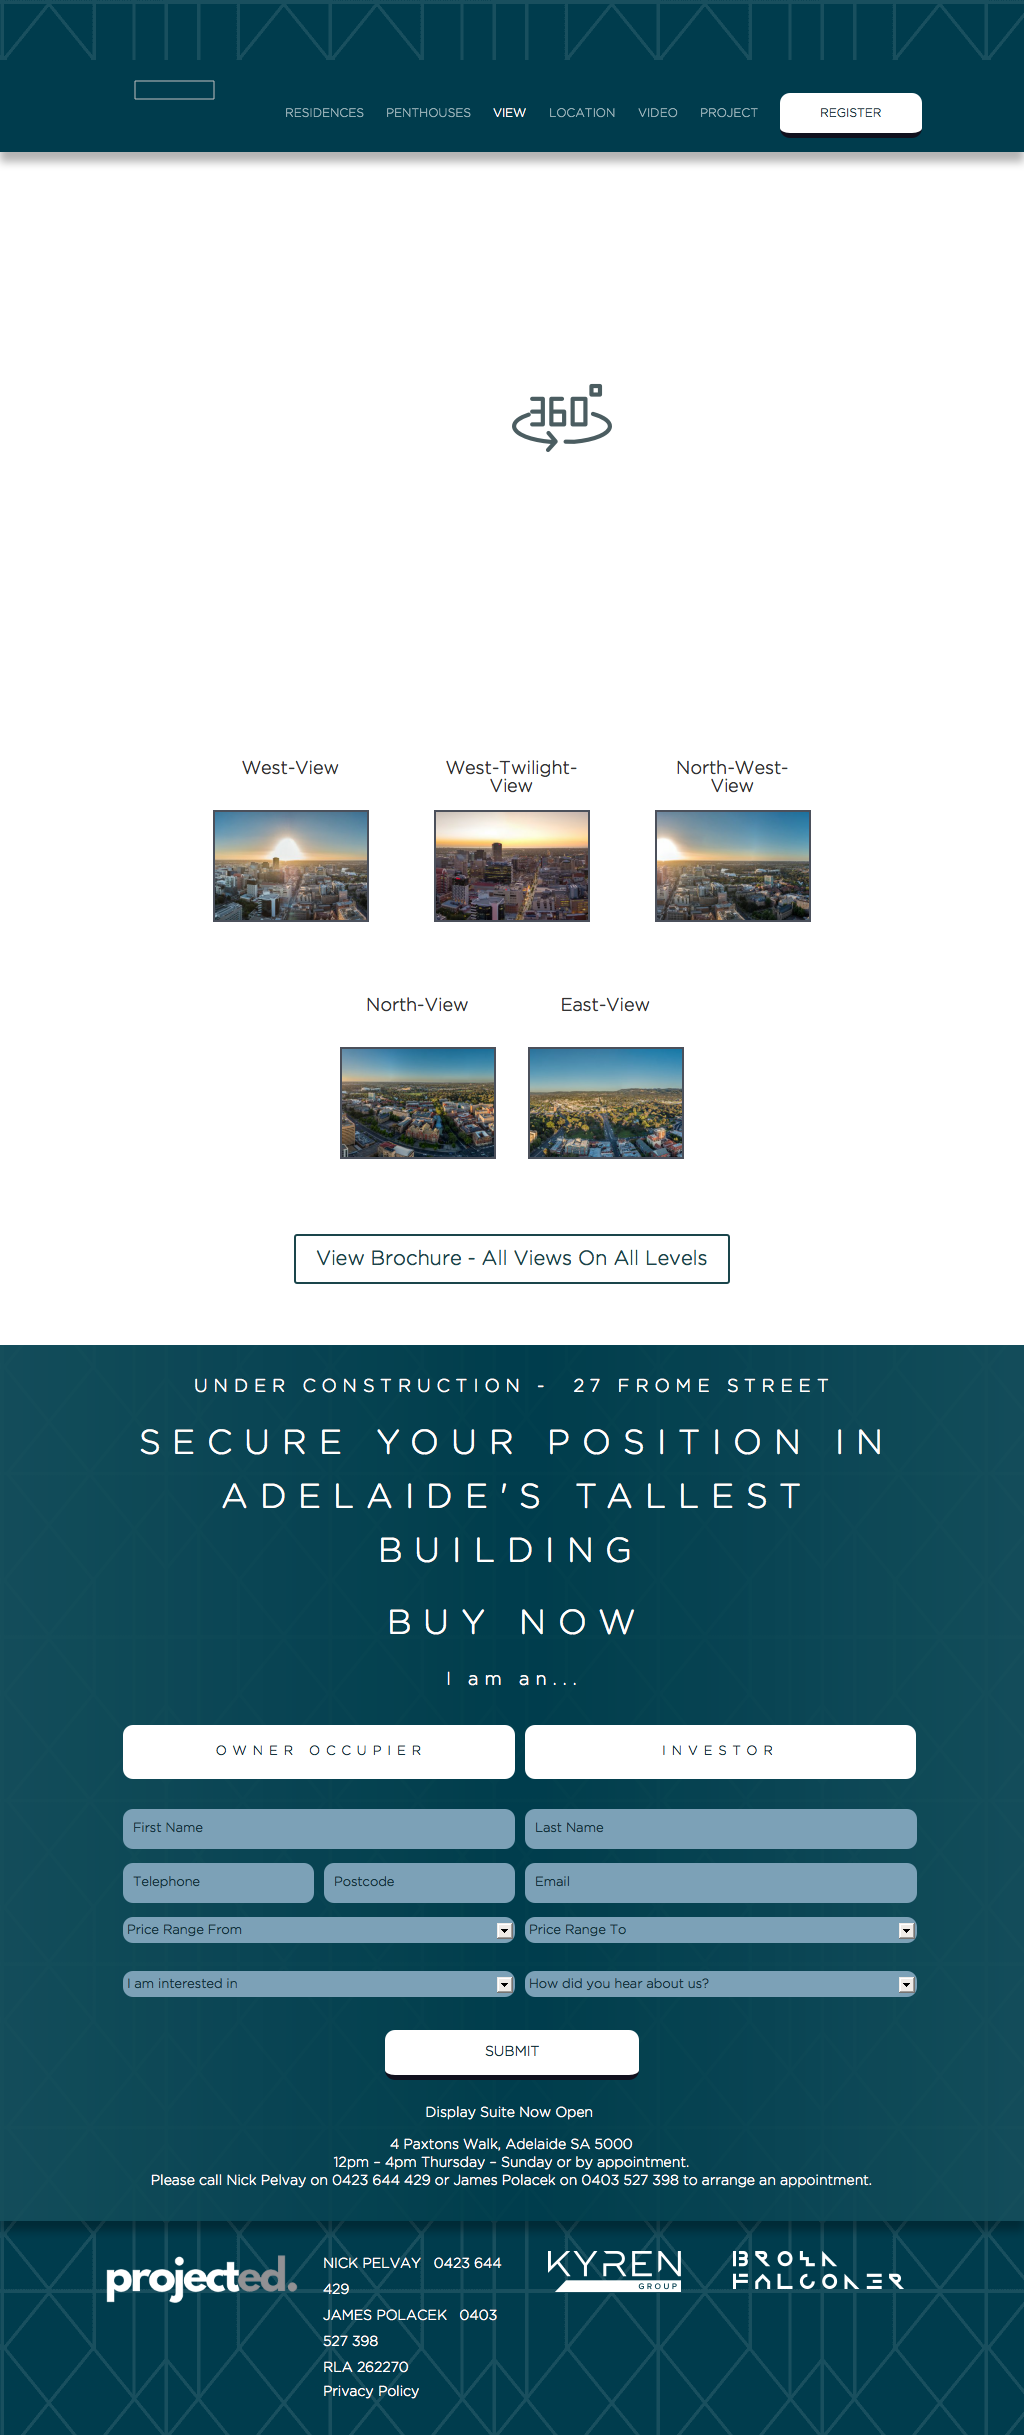 RESIDENCES PENTHOUSES VIEW LOCATION VIDEO PROJECT REGISTER
360°
West-View
West-Twilight-
View
North-West-
View
North-View
East-View
View Brochure - All Views On All Levels
UNDER CONSTRUCTION - 27 FROME STREET
SECURE YOUR POSITION IN
ADELAIDE'S TALLEST
BUILDING
BUY NOW
I am an...
OWNER OCCUPIER INVESTOR
First Name Last Name
Telephone Postcode Email
Price Range From Price Range To
I am interested in How did you hear about us?
SUBMIT
Display Suite Now Open
4 Paxtons Walk, Adelaide SA 5000
12pm – 4pm Thursday – Sunday or by appointment.
Please call Nick Pelvay on 0423 644 429 or James Polacek on 0403 527 398 to arrange an appointment.
projected.
NICK PELVAY 0423 644
429
JAMES POLACEK 0403
527 398
RLA 262270
Privacy Policy
KYREN
GROUP
BROWN
FALCONER